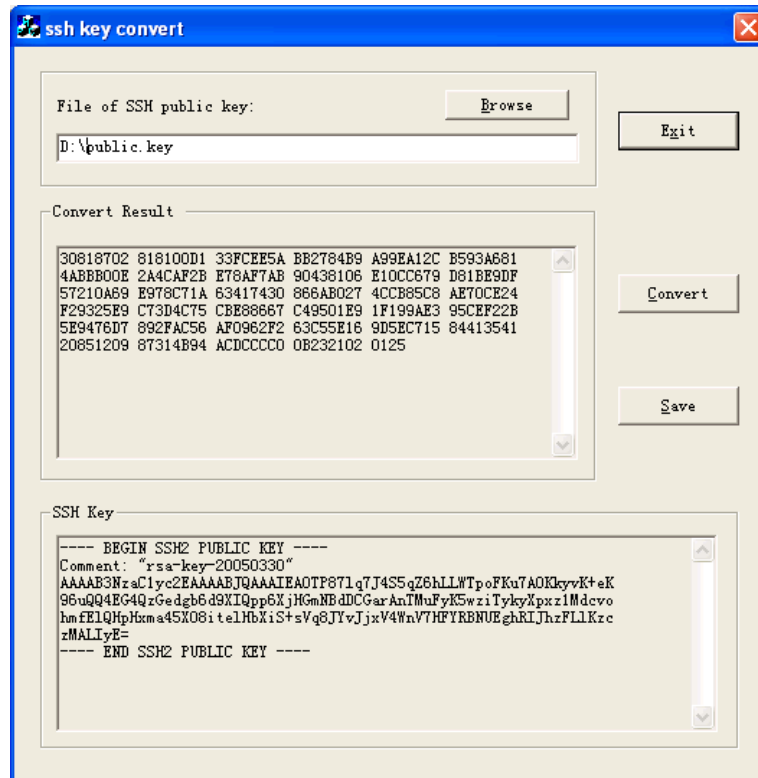 ssh key convert
File of SSH public key:
Browse
D:\public.key
Exit
Convert Result
30818702 818100D1 33FCEE5A BB2784B9 A99EA12C B593A681
4ABBB00E 2A4CAF2B E78AF7AB 90438106 E10CC679 D81BE9DF
57210A69 E978C71A 63417430 866AB027 4CCB85C8 AE70CE24
F29325E9 C73D4C75 CBE88667 C49501E9 1F199AE3 95CEF22B
5E9476D7 892FAC56 AF0962F2 63C55E16 9D5EC715 84413541
20851209 87314B94 ACDCCCC0 0B232102 0125
Convert
Save
SSH Key
---- BEGIN SSH2 PUBLIC KEY ----
Comment: "rsa-key-20050330"
AAAAB3NzaC1yc2EAAAABJQAAAIEA0TP87lq7J4S5qZ6hLLWTpoFKu7AOKkyvK+eK
96uQQ4EG4QzGedgb6d9XIQpp6XjHGmNBdDCGarAnTMuFyK5wziTykyXpxz1Mdcvo
hmfElQHpHxma45XO8itelHbXiS+sVq8JYvJjxV4WnV7HFYRBNUEghRIJhzFLlKzc
zMALIyE=
---- END SSH2 PUBLIC KEY ----